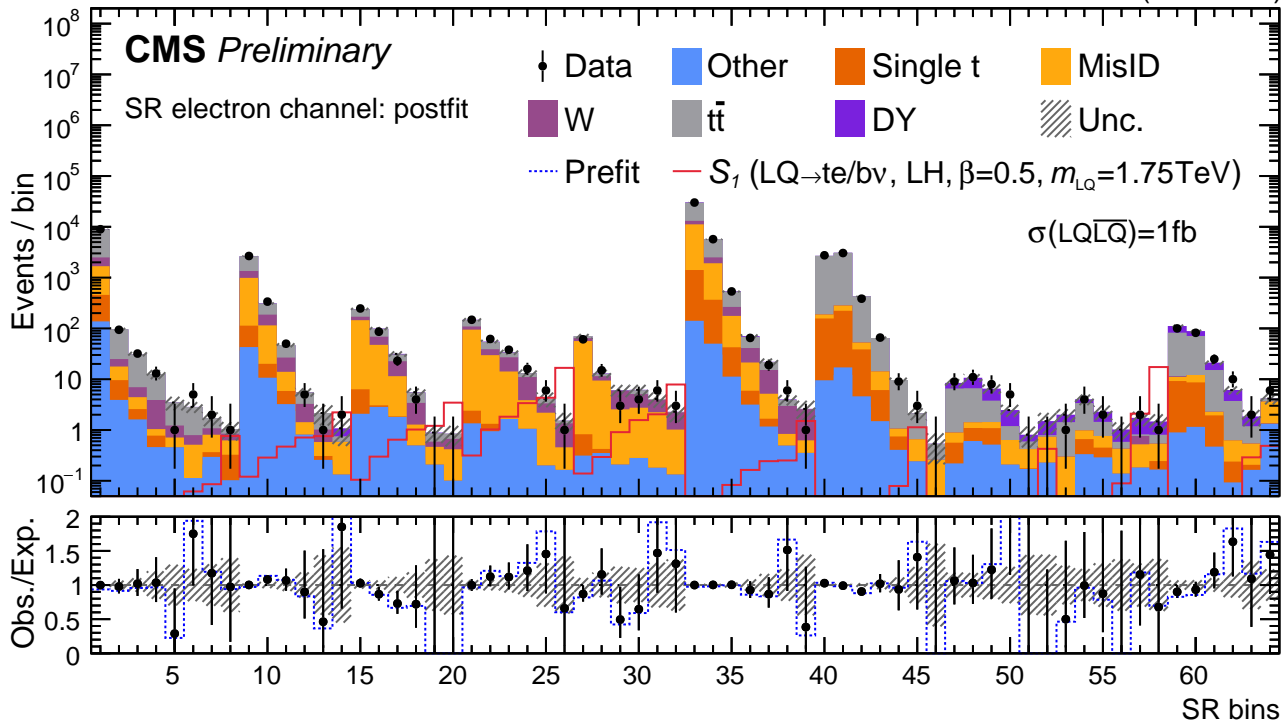 CMS Preliminary
SR electron channel: postfit
Data
Other
Single t
MisID
W
tt̅
DY
Unc.
Prefit
S₁ (LQ→te/bν, LH, β=0.5, m_LQ=1.75TeV)
σ(LQL̅Q̅)=1fb
Events / bin
10⁸
10⁷
10⁶
10⁵
10⁴
10³
10²
10
1
10⁻¹
Obs./Exp.
2
1.5
1
0.5
0
5 10 15 20 25 30 35 40 45 50 55 60
SR bins